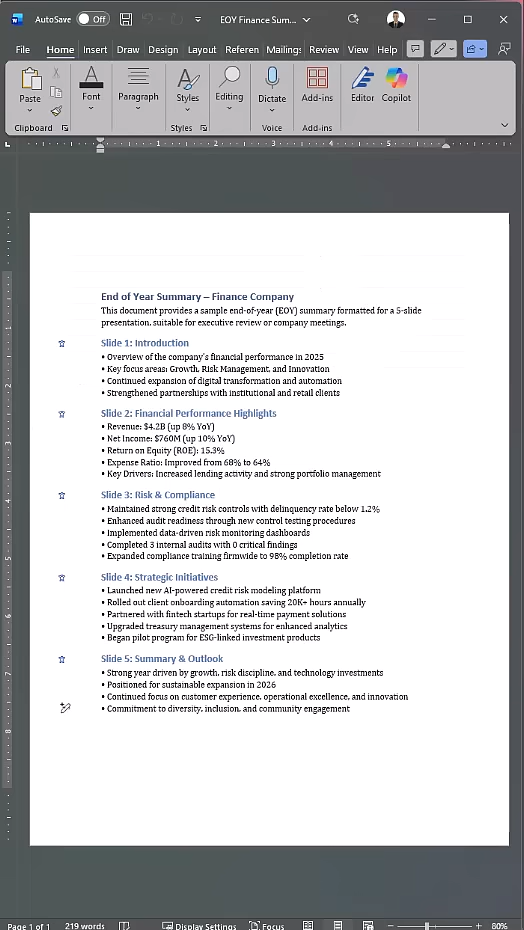 AutoSave Off EOY Finance Sum...
File Home Insert Draw Design Layout Referen Mailings Review View Help
Paste Font Paragraph Styles Editing Dictate Add-ins Editor Copilot
Clipboard Styles Voice Add-ins
1 2 3 4 5
End of Year Summary – Finance Company
This document provides a sample end-of-year (EOY) summary formatted for a 5-slide
presentation, suitable for executive review or company meetings.
Slide 1: Introduction
• Overview of the company's financial performance in 2025
• Key focus areas: Growth, Risk Management, and Innovation
• Continued expansion of digital transformation and automation
• Strengthened partnerships with institutional and retail clients
Slide 2: Financial Performance Highlights
• Revenue: $4.2B (up 8% YoY)
• Net Income: $760M (up 10% YoY)
• Return on Equity (ROE): 15.3%
• Expense Ratio: Improved from 68% to 64%
• Key Drivers: Increased lending activity and strong portfolio management
Slide 3: Risk & Compliance
• Maintained strong credit risk controls with delinquency rate below 1.2%
• Enhanced audit readiness through new control testing procedures
• Implemented data-driven risk monitoring dashboards
• Completed 3 internal audits with 0 critical findings
• Expanded compliance training firmwide to 98% completion rate
Slide 4: Strategic Initiatives
• Launched new AI-powered credit risk modeling platform
• Rolled out client onboarding automation saving 20K+ hours annually
• Partnered with fintech startups for real-time payment solutions
• Upgraded treasury management systems for enhanced analytics
• Began pilot program for ESG-linked investment products
Slide 5: Summary & Outlook
• Strong year driven by growth, risk discipline, and technology investments
• Positioned for sustainable expansion in 2026
• Continued focus on customer experience, operational excellence, and innovation
• Commitment to diversity, inclusion, and community engagement
Page 1 of 1 219 words Display Settings Focus 80%